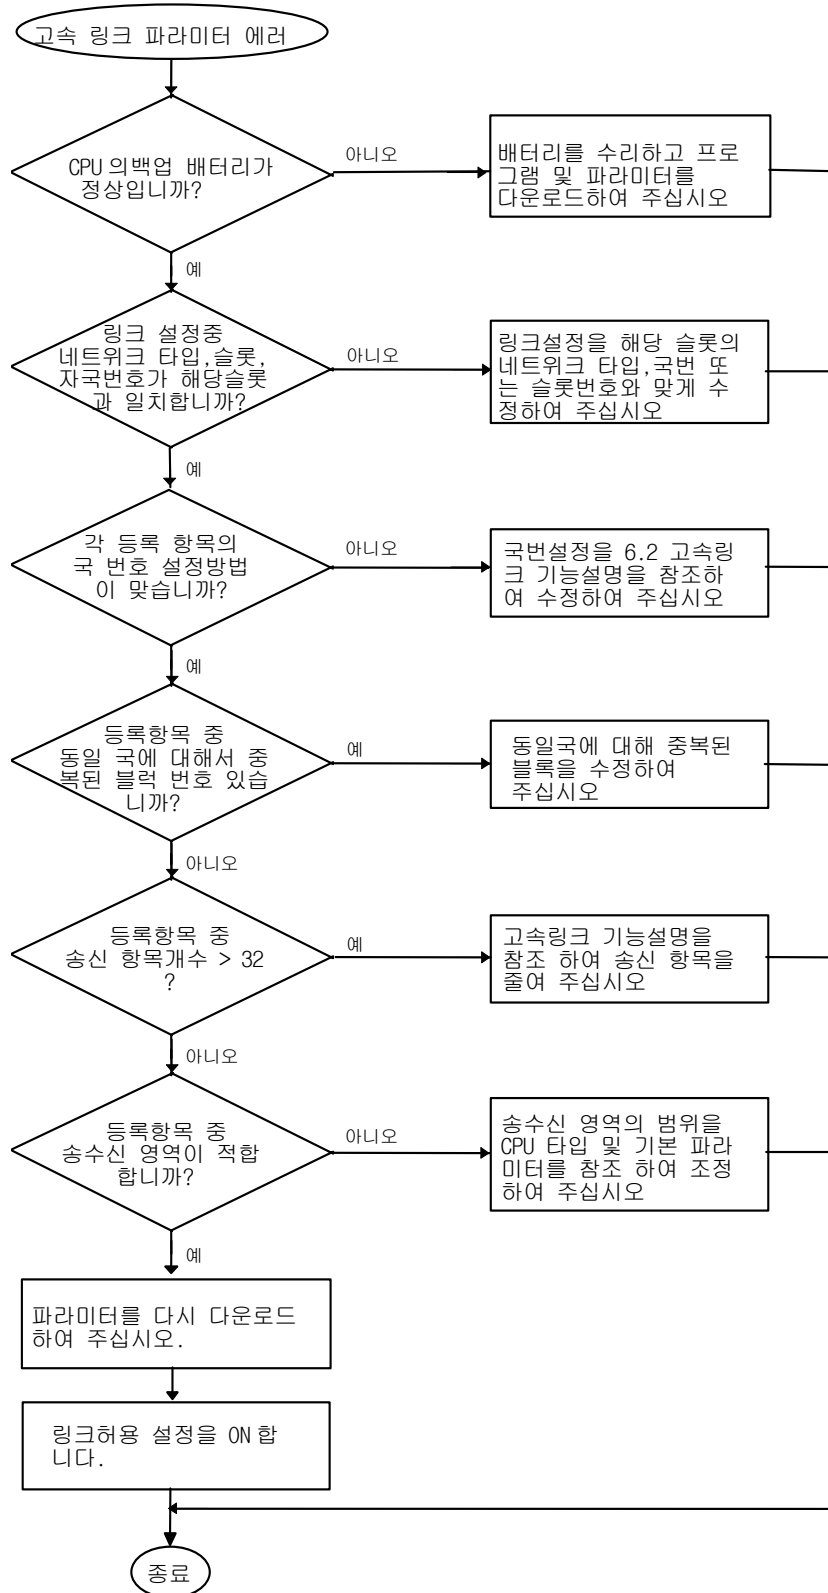 고속 링크 파라미터 에러
CPU의백업 배터리가
정상입니까?
아니오
배터리를 수리하고 프로
그램 및 파라미터를
다운로드하여 주십시오
예
링크 설정중
네트위크 타입,슬롯,
자국번호가 해당슬롯
과 일치합니까?
아니오
링크설정을 해당 슬롯의
네트워크 타입,국번 또
는 슬롯번호와 맞게 수
정하여 주십시오
예
각 등록 항목의
국 번호 설정방법
이 맞습니까?
아니오
국번설정을 6.2 고속링
크 기능설명을 참조하
여 수정하여 주십시오
예
등록항목 중
동일 국에 대해서 중
복된 블럭 번호 있습
니까?
예
동일국에 대해 중복된
블록을 수정하여
주십시오
아니오
등록항목 중
송신 항목개수 > 32
?
예
고속링크 기능설명을
참조 하여 송신 항목을
줄여 주십시오
아니오
등록항목 중
송수신 영역이 적합
합니까?
아니오
송수신 영역의 범위을
CPU 타입 및 기본 파라
미터를 참조 하여 조정
하여 주십시오
예
파라미터를 다시 다운로드
하여 주십시오.
링크허용 설정을 ON합
니다.
종료